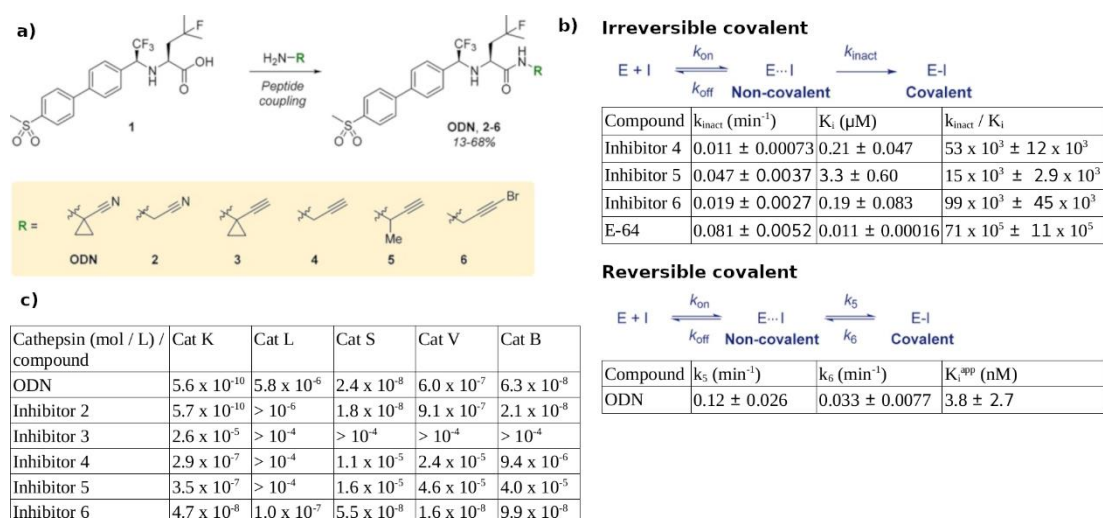 a)
F
CF₃
OH
N
H
O
1
S
O
O
H₂N-R
Peptide
coupling
F
CF₃
H
N
R
N
H
O
S
O
O
ODN, 2-6
13-68%
R =
N
ODN
N
2
3
4
Me
5
Br
6
b)
Irreversible covalent
E + I
k_on
k_off
E···I
Non-covalent
k_inact
E-I
Covalent
Compound k_inact (min⁻¹) K_i (μM) k_inact / K_i
Inhibitor 4 0.011 ± 0.00073 0.21 ± 0.047 53 x 10³ ± 12 x 10³
Inhibitor 5 0.047 ± 0.0037 3.3 ± 0.60 15 x 10³ ± 2.9 x 10³
Inhibitor 6 0.019 ± 0.0027 0.19 ± 0.083 99 x 10³ ± 45 x 10³
E-64 0.081 ± 0.0052 0.011 ± 0.00016 71 x 10⁵ ± 11 x 10⁵
Reversible covalent
E + I
k_on
k_off
E···I
Non-covalent
k₅
k₆
E-I
Covalent
Compound k₅ (min⁻¹) k₆ (min⁻¹) K_i^app (nM)
ODN 0.12 ± 0.026 0.033 ± 0.0077 3.8 ± 2.7
c)
Cathepsin (mol / L) / compound Cat K Cat L Cat S Cat V Cat B
ODN 5.6 x 10⁻¹⁰ 5.8 x 10⁻⁶ 2.4 x 10⁻⁸ 6.0 x 10⁻⁷ 6.3 x 10⁻⁸
Inhibitor 2 5.7 x 10⁻¹⁰ > 10⁻⁶ 1.8 x 10⁻⁸ 9.1 x 10⁻⁷ 2.1 x 10⁻⁸
Inhibitor 3 2.6 x 10⁻⁵ > 10⁻⁴ > 10⁻⁴ > 10⁻⁴ > 10⁻⁴
Inhibitor 4 2.9 x 10⁻⁷ > 10⁻⁴ 1.1 x 10⁻⁵ 2.4 x 10⁻⁵ 9.4 x 10⁻⁶
Inhibitor 5 3.5 x 10⁻⁷ > 10⁻⁴ 1.6 x 10⁻⁵ 4.6 x 10⁻⁵ 4.0 x 10⁻⁵
Inhibitor 6 4.7 x 10⁻⁸ 1.0 x 10⁻⁷ 5.5 x 10⁻⁸ 1.6 x 10⁻⁸ 9.9 x 10⁻⁸